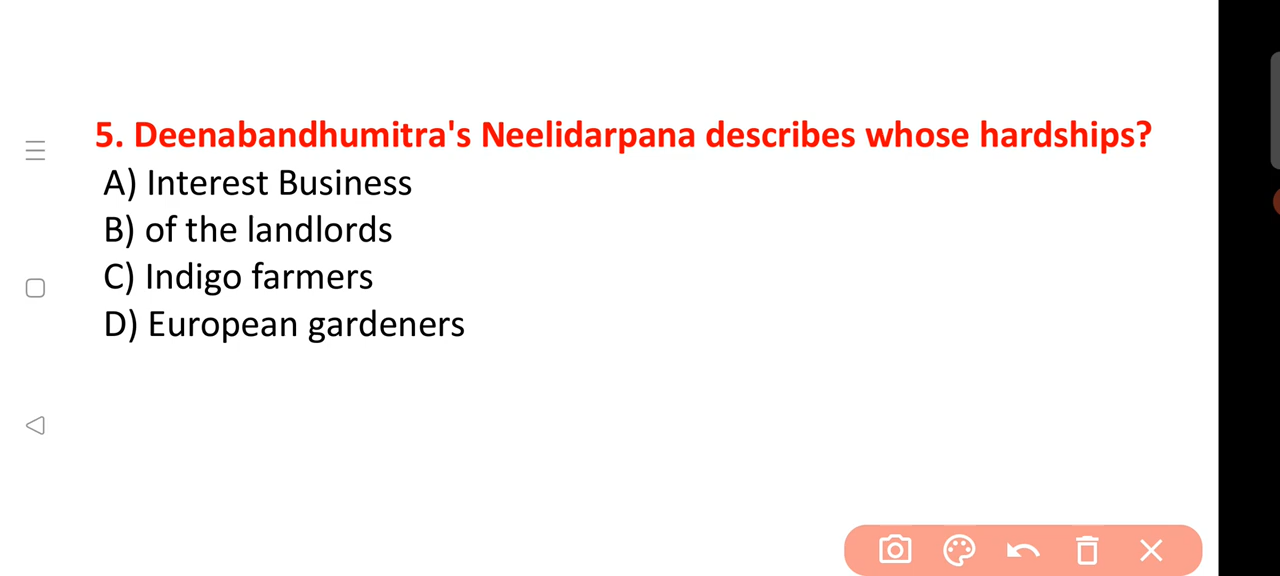 5. Deenabandhumitra's Neelidarpana describes whose hardships?
A) Interest Business
B) of the landlords
C) Indigo farmers
D) European gardeners